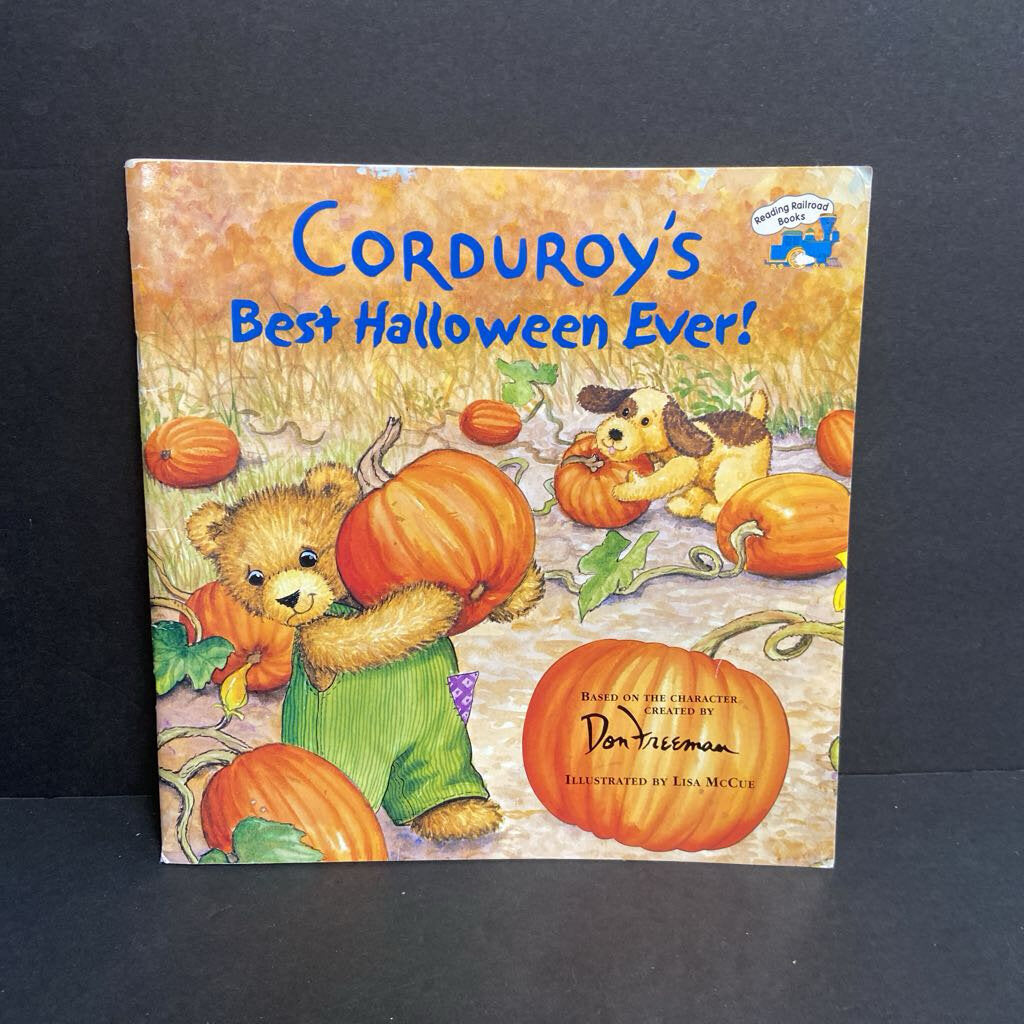 Reading Railroad
Books
CORDUROY'S
Best Halloween Ever!
BASED ON THE CHARACTER
CREATED BY
Don Freeman
ILLUSTRATED BY LISA MCCUE